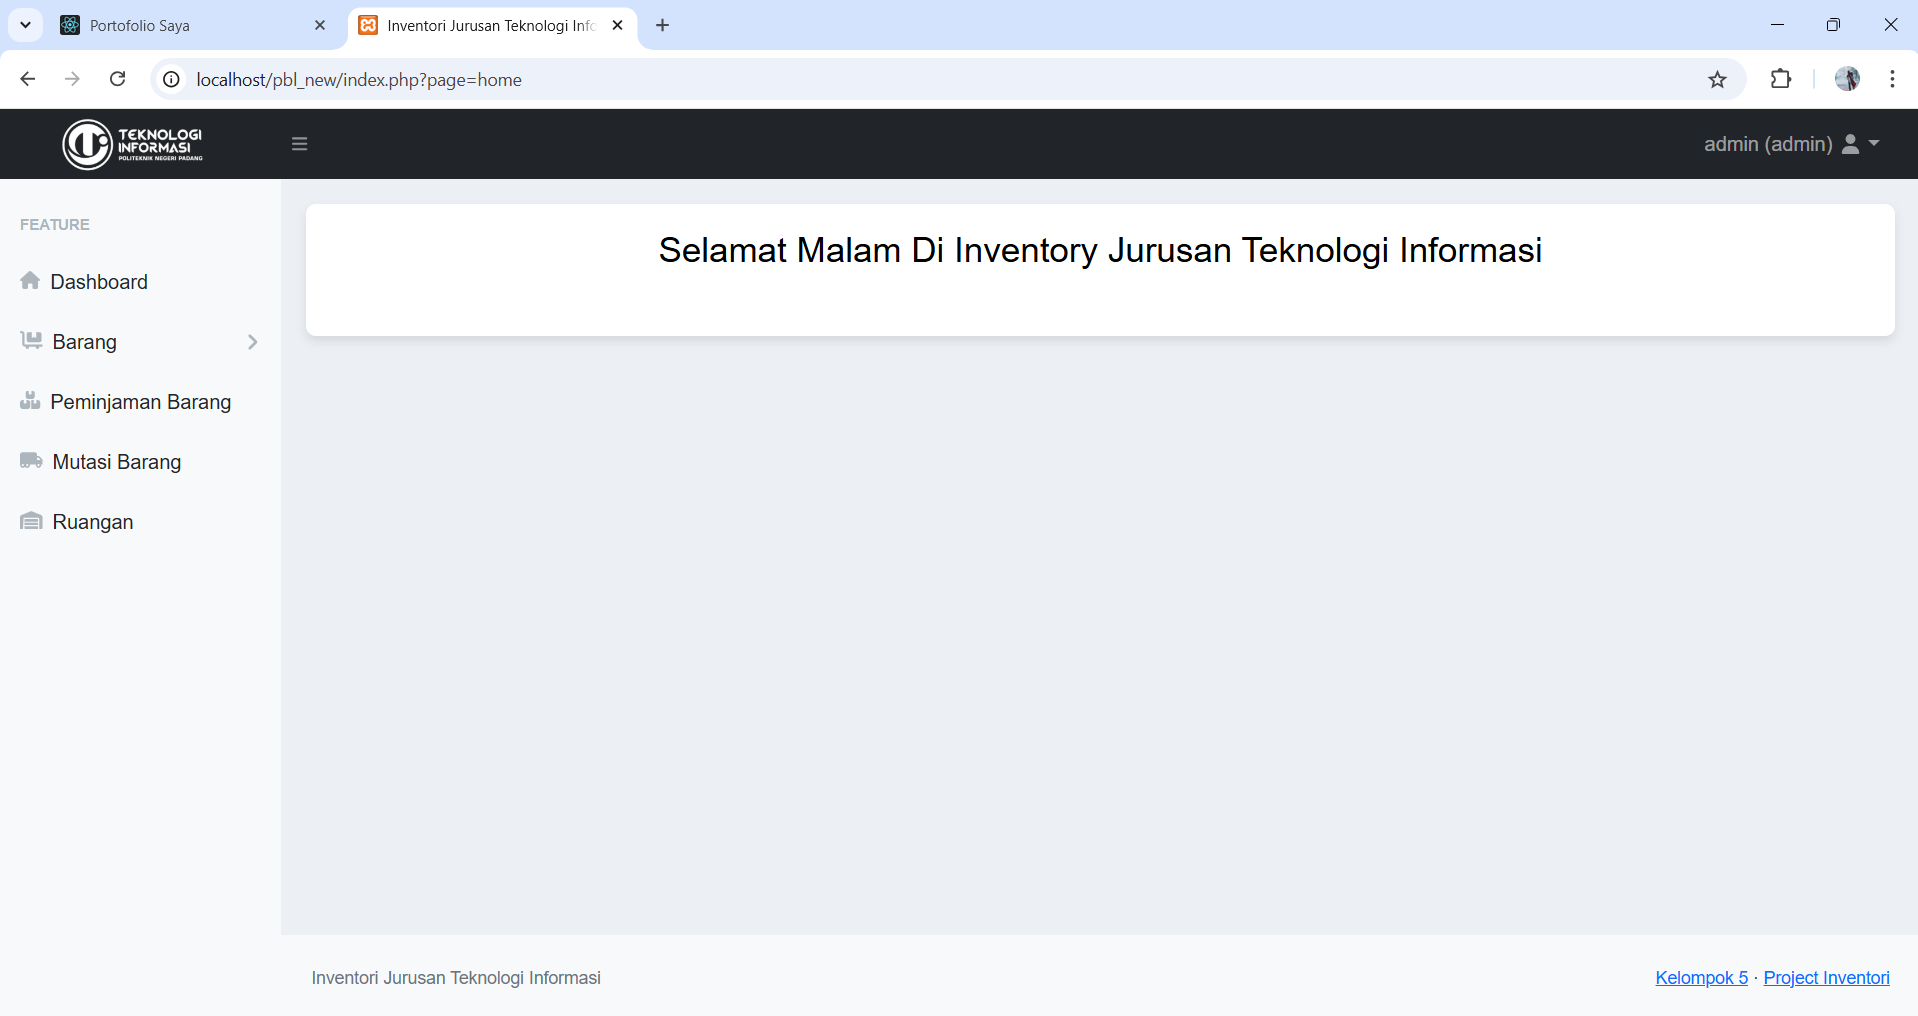 Portofolio Saya
Inventori Jurusan Teknologi Info
localhost/pbl_new/index.php?page=home
TEKNOLOGI
INFORMASI
POLITEKNIK NEGERI PADANG
admin (admin)
FEATURE
Dashboard
Barang
Peminjaman Barang
Mutasi Barang
Ruangan
Selamat Malam Di Inventory Jurusan Teknologi Informasi
Inventori Jurusan Teknologi Informasi
Kelompok 5 · Project Inventori